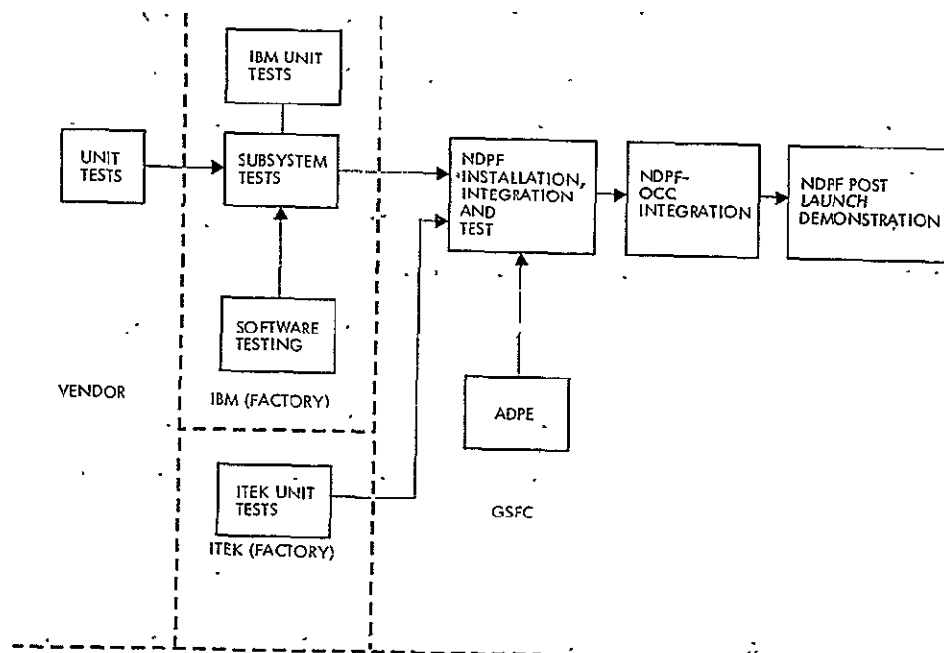 IBM UNIT
TESTS
UNIT
TESTS
SUBSYSTEM
TESTS
NDPF
INSTALLATION,
INTEGRATION
AND
TEST
NDPF-
OCC
INTEGRATION
NDPF POST
LAUNCH
DEMONSTRATION
SOFTWARE
TESTING
VENDOR
IBM (FACTORY)
ADPE
ITEK UNIT
TESTS
GSFC
ITEK (FACTORY)